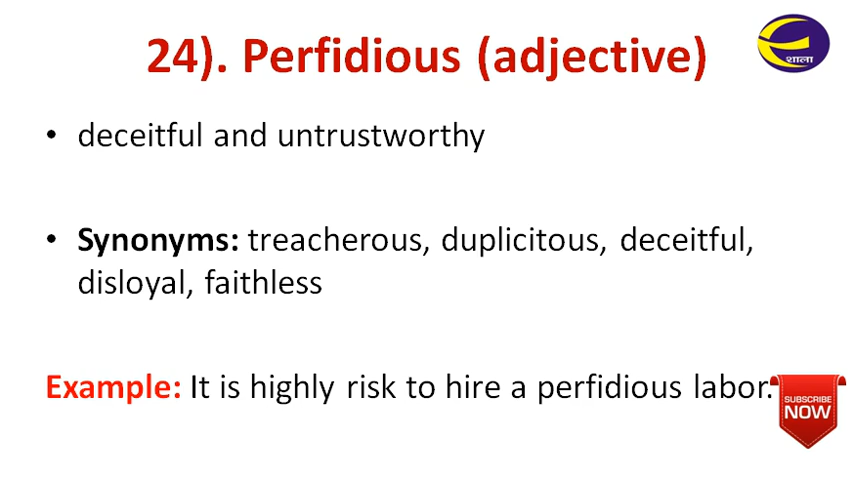 24). Perfidious (adjective)
शाला
• deceitful and untrustworthy
• Synonyms: treacherous, duplicitous, deceitful,
disloyal, faithless
Example: It is highly risk to hire a perfidious labor.
SUBSCRIBE
NOW